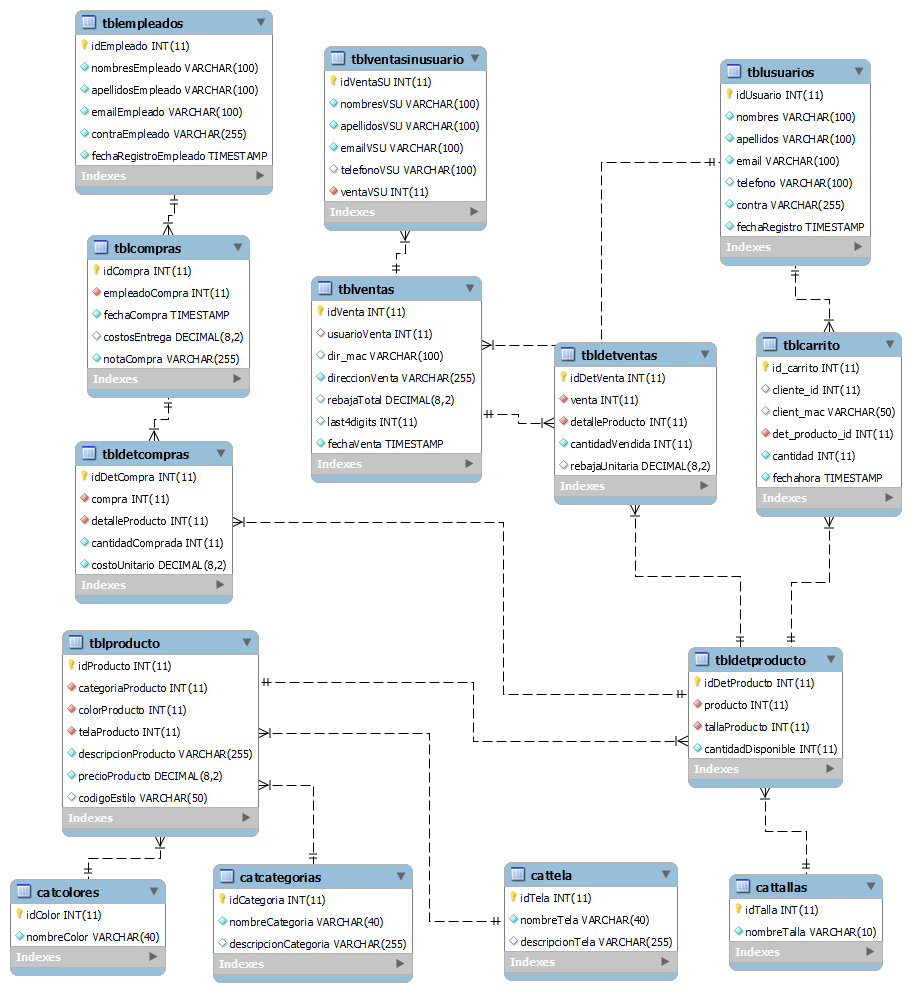 tblempleados
idEmpleado INT(11)
nombresEmpleado VARCHAR(100)
apellidosEmpleado VARCHAR(100)
emailEmpleado VARCHAR(100)
contraEmpleado VARCHAR(255)
fechaRegistroEmpleado TIMESTAMP
Indexes
tblventasinusuario
idVentaSU INT(11)
nombresVSU VARCHAR(100)
apellidosVSU VARCHAR(100)
emailVSU VARCHAR(100)
telefonoVSU VARCHAR(100)
ventaVSU INT(11)
Indexes
tblusuarios
idUsuario INT(11)
nombres VARCHAR(100)
apellidos VARCHAR(100)
email VARCHAR(100)
telefono VARCHAR(100)
contra VARCHAR(255)
fechaRegistro TIMESTAMP
Indexes
tblcompras
idCompra INT(11)
empleadoCompra INT(11)
fechaCompra TIMESTAMP
costosEntrega DECIMAL(8,2)
notaCompra VARCHAR(255)
Indexes
tblventas
idVenta INT(11)
usuarioVenta INT(11)
dir_mac VARCHAR(100)
direccionVenta VARCHAR(255)
rebajaTotal DECIMAL(8,2)
last4digits INT(11)
fechaVenta TIMESTAMP
Indexes
tbldetventas
idDetVenta INT(11)
venta INT(11)
detalleProducto INT(11)
cantidadVendida INT(11)
rebajaUnitaria DECIMAL(8,2)
Indexes
tblcarrito
id_carrito INT(11)
cliente_id INT(11)
client_mac VARCHAR(50)
det_producto_id INT(11)
cantidad INT(11)
fechahora TIMESTAMP
Indexes
tbldetcompras
idDetCompra INT(11)
compra INT(11)
detalleProducto INT(11)
cantidadComprada INT(11)
costoUnitario DECIMAL(8,2)
Indexes
tblproducto
idProducto INT(11)
categoriaProducto INT(11)
colorProducto INT(11)
telaProducto INT(11)
descripcionProducto VARCHAR(255)
precioProducto DECIMAL(8,2)
codigoEstilo VARCHAR(50)
Indexes
tbldetproducto
idDetProducto INT(11)
producto INT(11)
tallaProducto INT(11)
cantidadDisponible INT(11)
Indexes
catcolores
idColor INT(11)
nombreColor VARCHAR(40)
Indexes
catcategorias
idCategoria INT(11)
nombreCategoria VARCHAR(40)
descripcionCategoria VARCHAR(255)
Indexes
cattela
idTela INT(11)
nombreTela VARCHAR(40)
descripcionTela VARCHAR(255)
Indexes
cattallas
idTalla INT(11)
nombreTalla VARCHAR(10)
Indexes